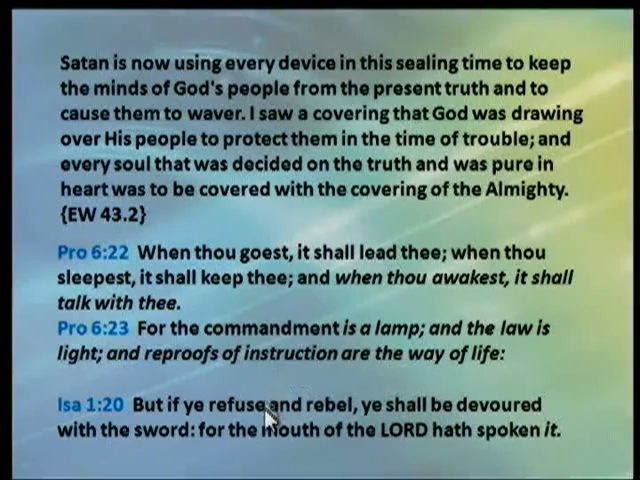 Satan is now using every device in this sealing time to keep
the minds of God's people from the present truth and to
cause them to waver. I saw a covering that God was drawing
over His people to protect them in the time of trouble; and
every soul that was decided on the truth and was pure in
heart was to be covered with the covering of the Almighty.
{EW 43.2}
Pro 6:22 When thou goest, it shall lead thee; when thou
sleepest, it shall keep thee; and when thou awakest, it shall
talk with thee.
Pro 6:23 For the commandment is a lamp; and the law is
light; and reproofs of instruction are the way of life:
Isa 1:20 But if ye refuse and rebel, ye shall be devoured
with the sword: for the mouth of the LORD hath spoken it.